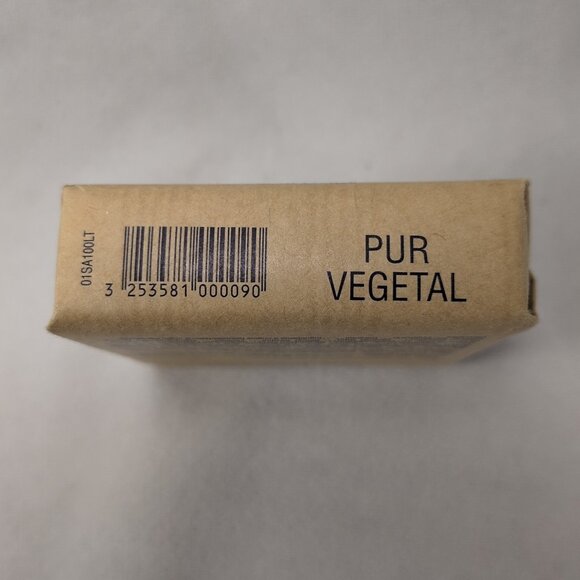 01SA100LT
3 253581 000090
PUR
VEGETAL